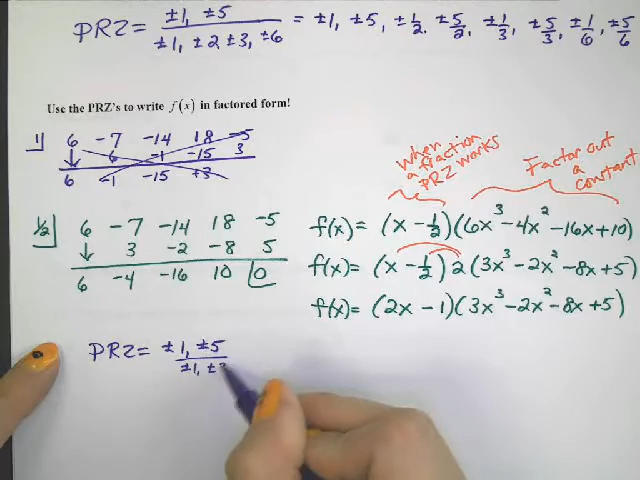 PRZ = ±1, ±5 / ±1, ±2, ±3, ±6 = ±1, ±5, ±1/2, ±5/2, ±1/3, ±5/3, ±1/6, ±5/6
Use the PRZ's to write f(x) in factored form!
1| 6 -7 -14 18 -5
6 -1 -15 3
6 -1 -15 +3
When a fraction PRZ works
Factor out a constant
1/2| 6 -7 -14 18 -5
3 -2 -8 5
6 -4 -16 10 0
f(x)= (x - 1/2)(6x³ - 4x² - 16x + 10)
f(x)= (x - 1/2) 2 (3x³ - 2x² - 8x + 5)
f(x)= (2x - 1)(3x³ - 2x² - 8x + 5)
PRZ = ±1, ±5 / ±1, ±